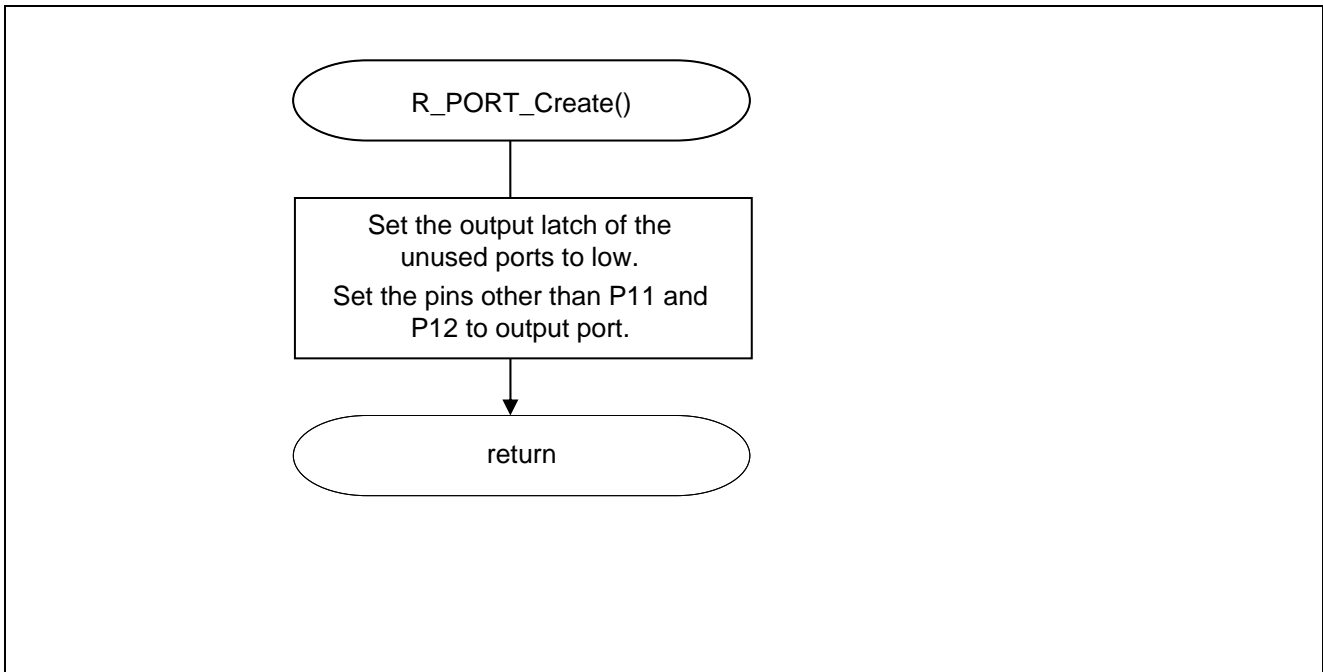 R_PORT_Create()
Set the output latch of the
unused ports to low.
Set the pins other than P11 and
P12 to output port.
return